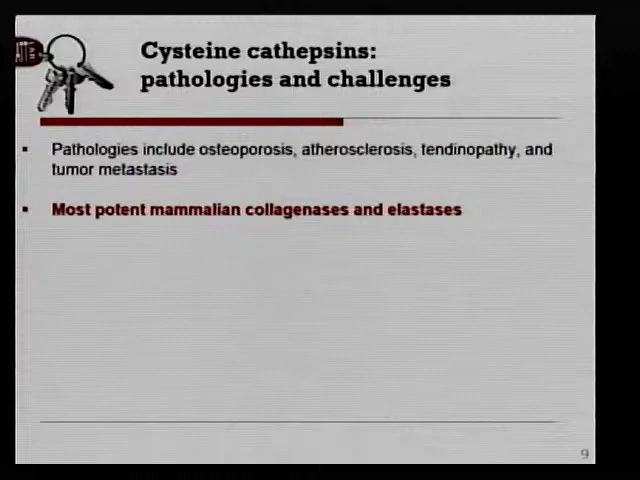 Cysteine cathepsins:
pathologies and challenges
Pathologies include osteoporosis, atherosclerosis, tendinopathy, and
tumor metastasis
Most potent mammalian collagenases and elastases
9